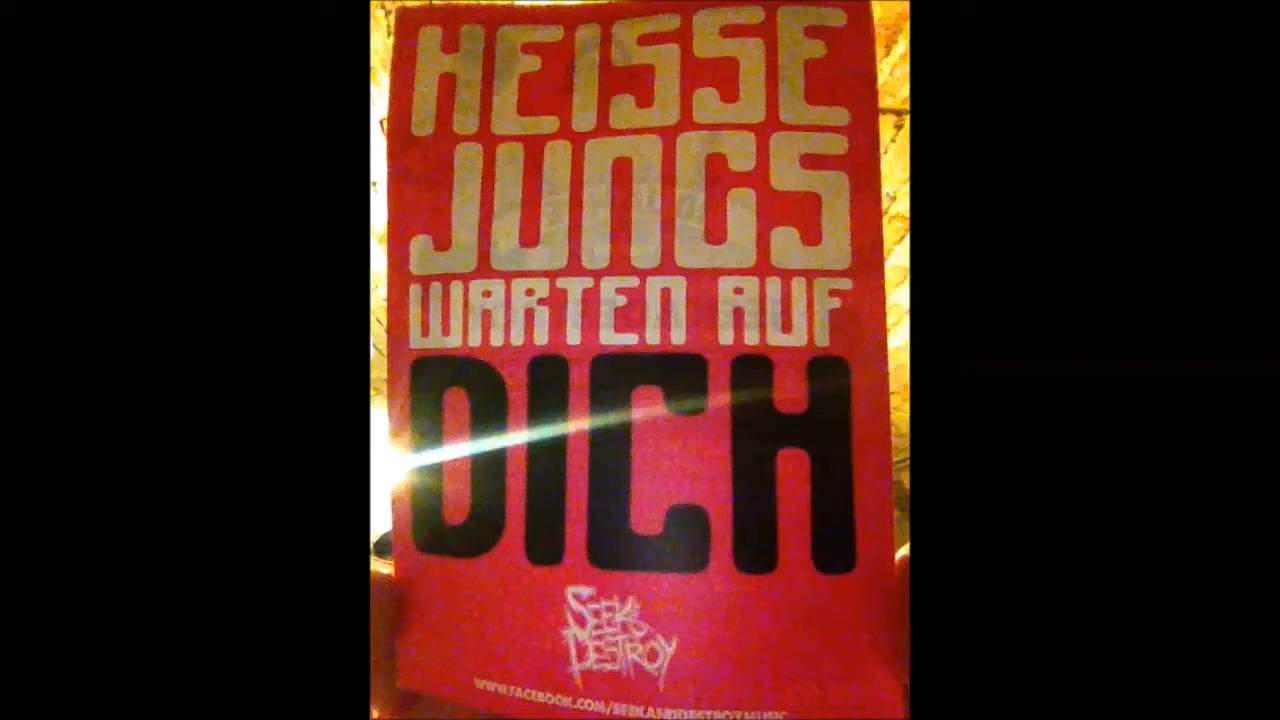 HEISSE
JUNGS
WARTEN AUF
DICH
SEEK &
DESTROY
WWW.FACEBOOK.COM/SEEKANDDESTROYMUSIC